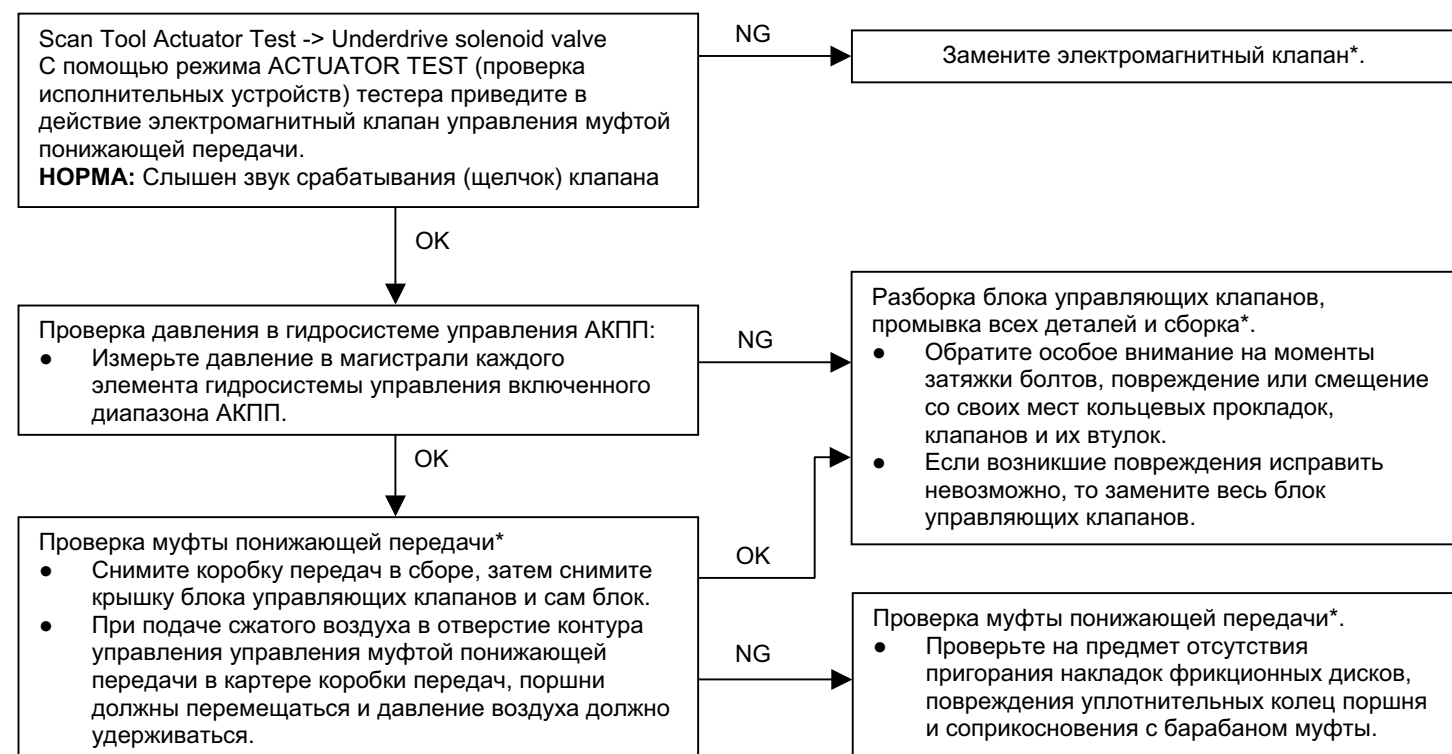 Scan Tool Actuator Test -> Underdrive solenoid valve
С помощью режима ACTUATOR TEST (проверка
исполнительных устройств) тестера приведите в
действие электромагнитный клапан управления муфтой
понижающей передачи.
НОРМА: Слышен звук срабатывания (щелчок) клапана
NG
Замените электромагнитный клапан*.
OK
Проверка давления в гидросистеме управления АКПП:
● Измерьте давление в магистрали каждого
элемента гидросистемы управления включенного
диапазона АКПП.
NG
Разборка блока управляющих клапанов,
промывка всех деталей и сборка*.
● Обратите особое внимание на моменты
затяжки болтов, повреждение или смещение
со своих мест кольцевых прокладок,
клапанов и их втулок.
● Если возникшие повреждения исправить
невозможно, то замените весь блок
управляющих клапанов.
OK
Проверка муфты понижающей передачи*
● Снимите коробку передач в сборе, затем снимите
крышку блока управляющих клапанов и сам блок.
● При подаче сжатого воздуха в отверстие контура
управления управления муфтой понижающей
передачи в картере коробки передач, поршни
должны перемещаться и давление воздуха должно
удерживаться.
OK
NG
Проверка муфты понижающей передачи*.
● Проверьте на предмет отсутствия
пригорания накладок фрикционных дисков,
повреждения уплотнительных колец поршня
и соприкосновения с барабаном муфты.